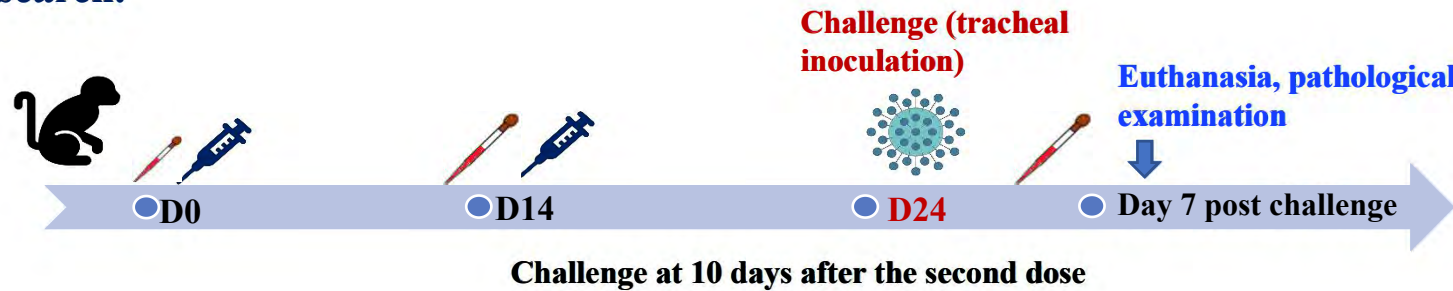 Challenge (tracheal
inoculation)
Euthanasia, pathological
examination
D0
D14
D24
Day 7 post challenge
Challenge at 10 days after the second dose